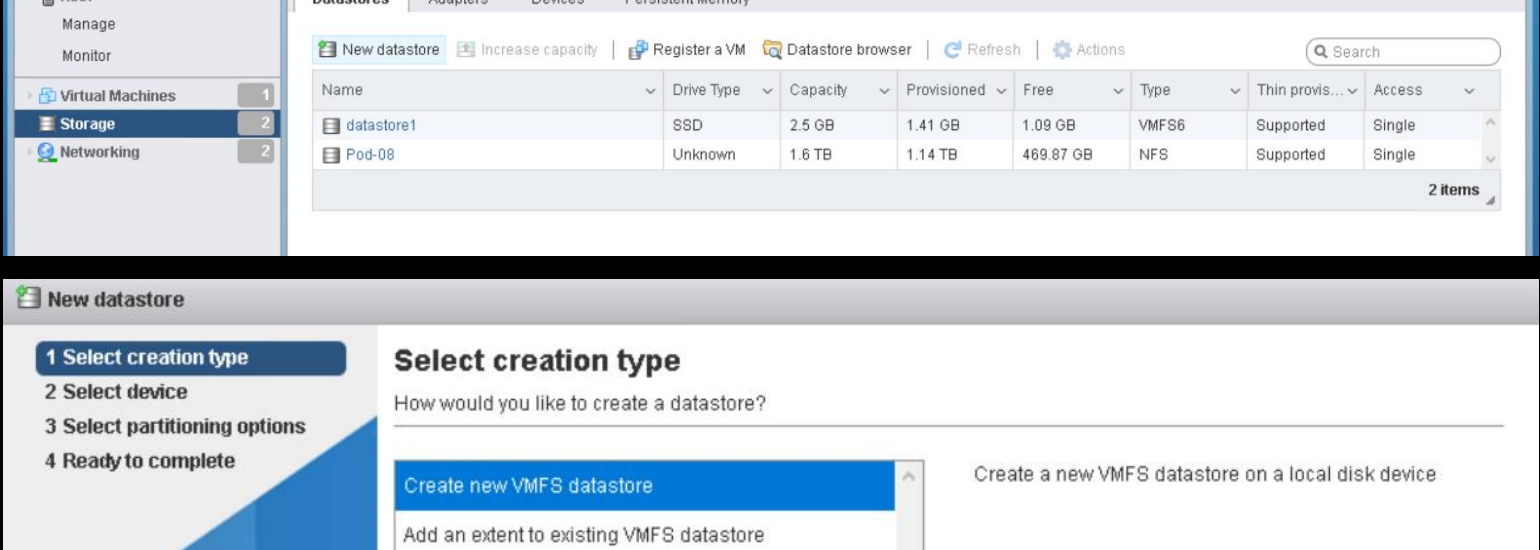 Datastores Adapters Devices Persistent Memory
Manage
Monitor
Virtual Machines 1
Storage 2
Networking 2
New datastore Increase capacity Register a VM Datastore browser Refresh Actions Search
Name Drive Type Capacity Provisioned Free Type Thin provis... Access
datastore1 SSD 2.5 GB 1.41 GB 1.09 GB VMFS6 Supported Single
Pod-08 Unknown 1.6 TB 1.14 TB 469.87 GB NFS Supported Single
2 items
New datastore
1 Select creation type
2 Select device
3 Select partitioning options
4 Ready to complete
Select creation type
How would you like to create a datastore?
Create new VMFS datastore
Add an extent to existing VMFS datastore
Create a new VMFS datastore on a local disk device